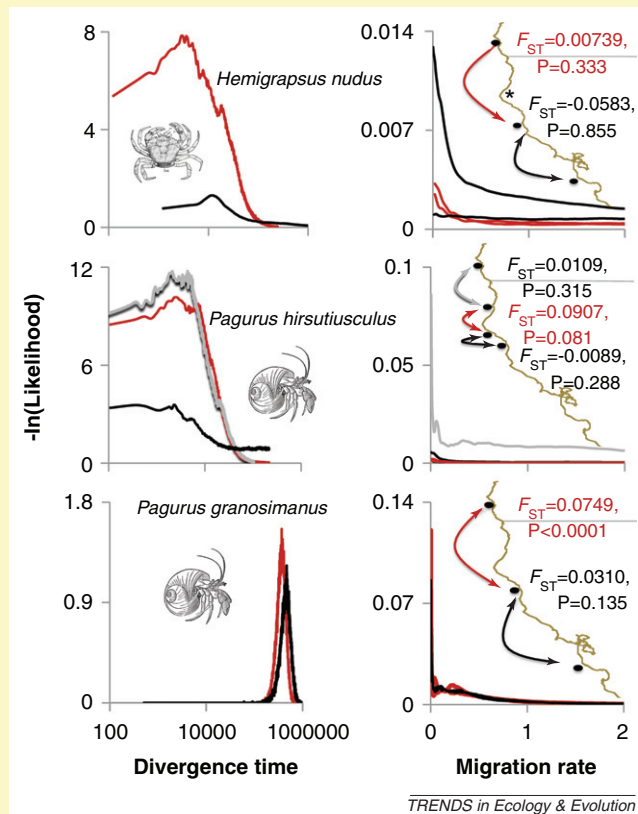 8
4
0
Hemigrapsus nudus
0.014
0.007
0
F_ST=0.00739,
P=0.333
*
F_ST=-0.0583,
P=0.855
-ln(Likelihood)
12
9
6
3
0
Pagurus hirsutiusculus
0.1
0.05
0
F_ST=0.0109,
P=0.315
F_ST=0.0907,
P=0.081
F_ST=-0.0089,
P=0.288
1.8
0.9
0
Pagurus granosimanus
100 10000 1000000
Divergence time
0.14
0.07
0
F_ST=0.0749,
P<0.0001
F_ST=0.0310,
P=0.135
0 1 2
Migration rate
TRENDS in Ecology & Evolution